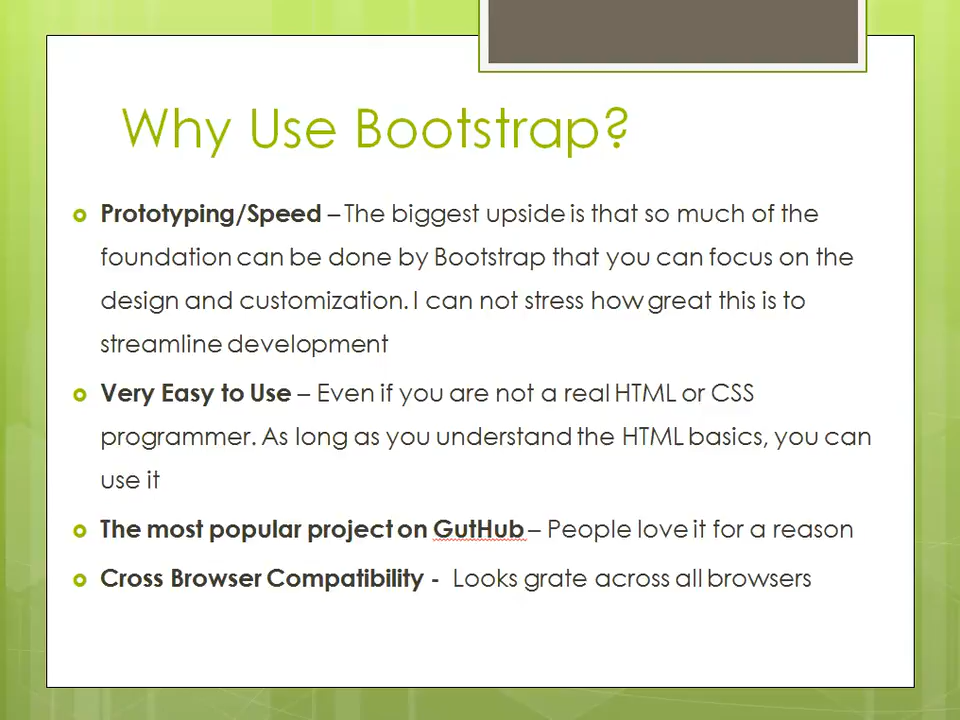 Why Use Bootstrap?
Prototyping/Speed – The biggest upside is that so much of the
foundation can be done by Bootstrap that you can focus on the
design and customization. I can not stress how great this is to
streamline development
Very Easy to Use – Even if you are not a real HTML or CSS
programmer. As long as you understand the HTML basics, you can
use it
The most popular project on GutHub – People love it for a reason
Cross Browser Compatibility - Looks grate across all browsers